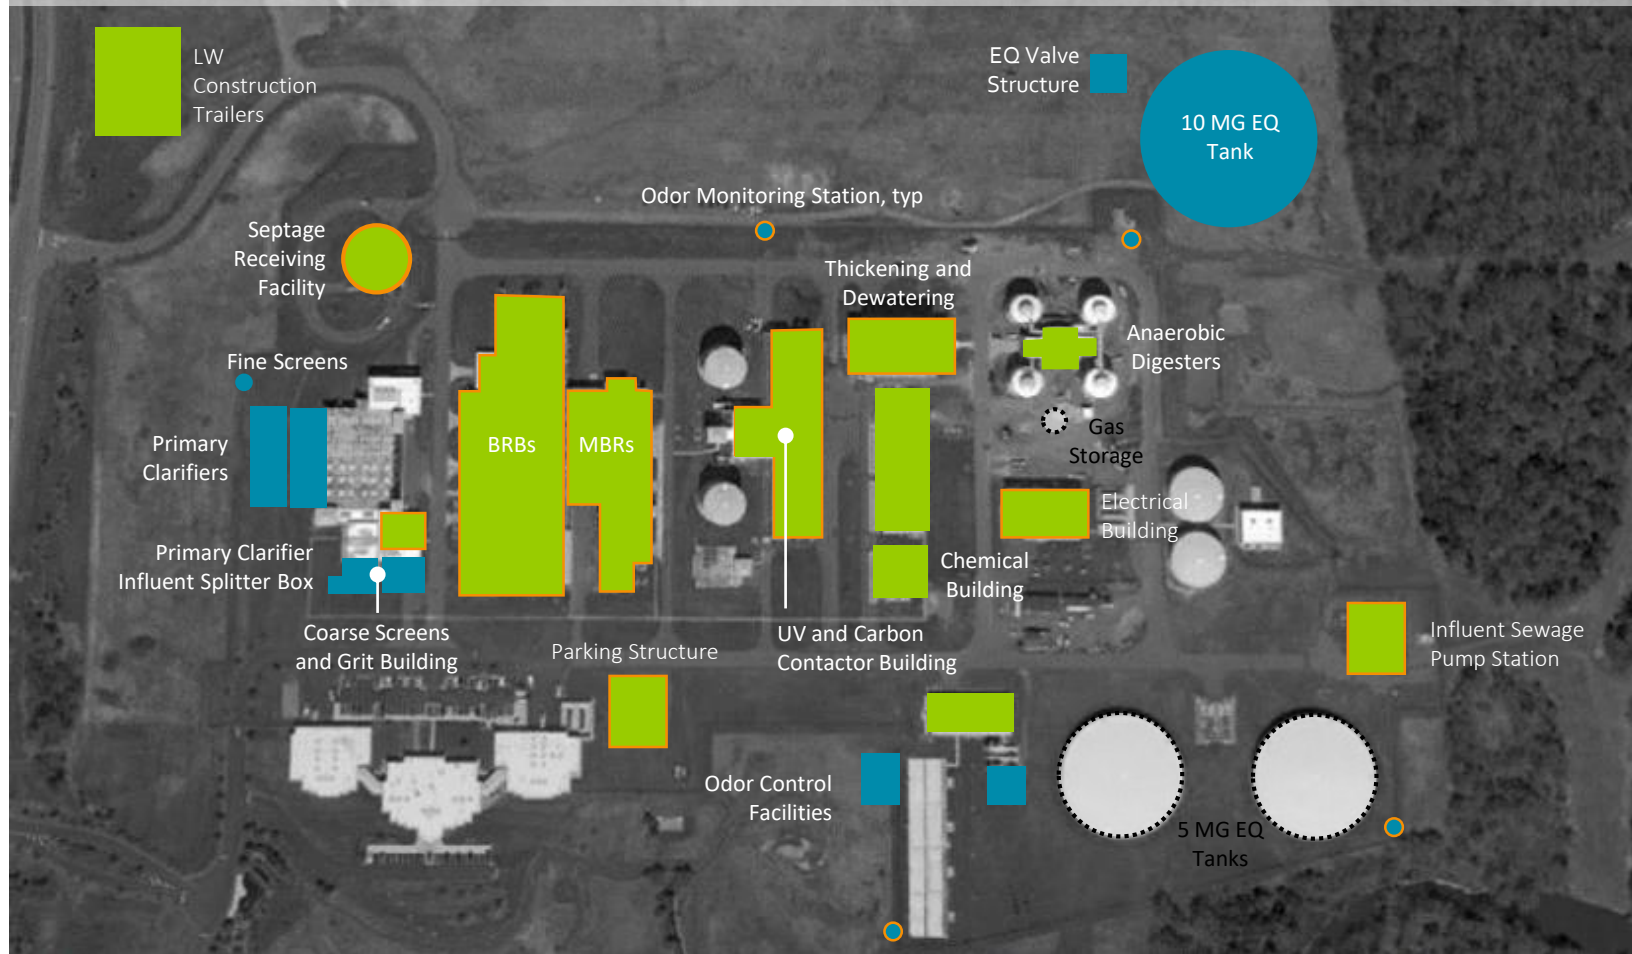 LW
Construction
Trailers
EQ Valve
Structure
10 MG EQ
Tank
Odor Monitoring Station, typ
Septage
Receiving
Facility
Thickening and
Dewatering
Anaerobic
Digesters
Fine Screens
Primary
Clarifiers
BRBs
MBRs
Gas
Storage
Electrical
Building
Primary Clarifier
Influent Splitter Box
Chemical
Building
Coarse Screens
and Grit Building
Parking Structure
UV and Carbon
Contactor Building
Influent Sewage
Pump Station
Odor Control
Facilities
5 MG EQ
Tanks